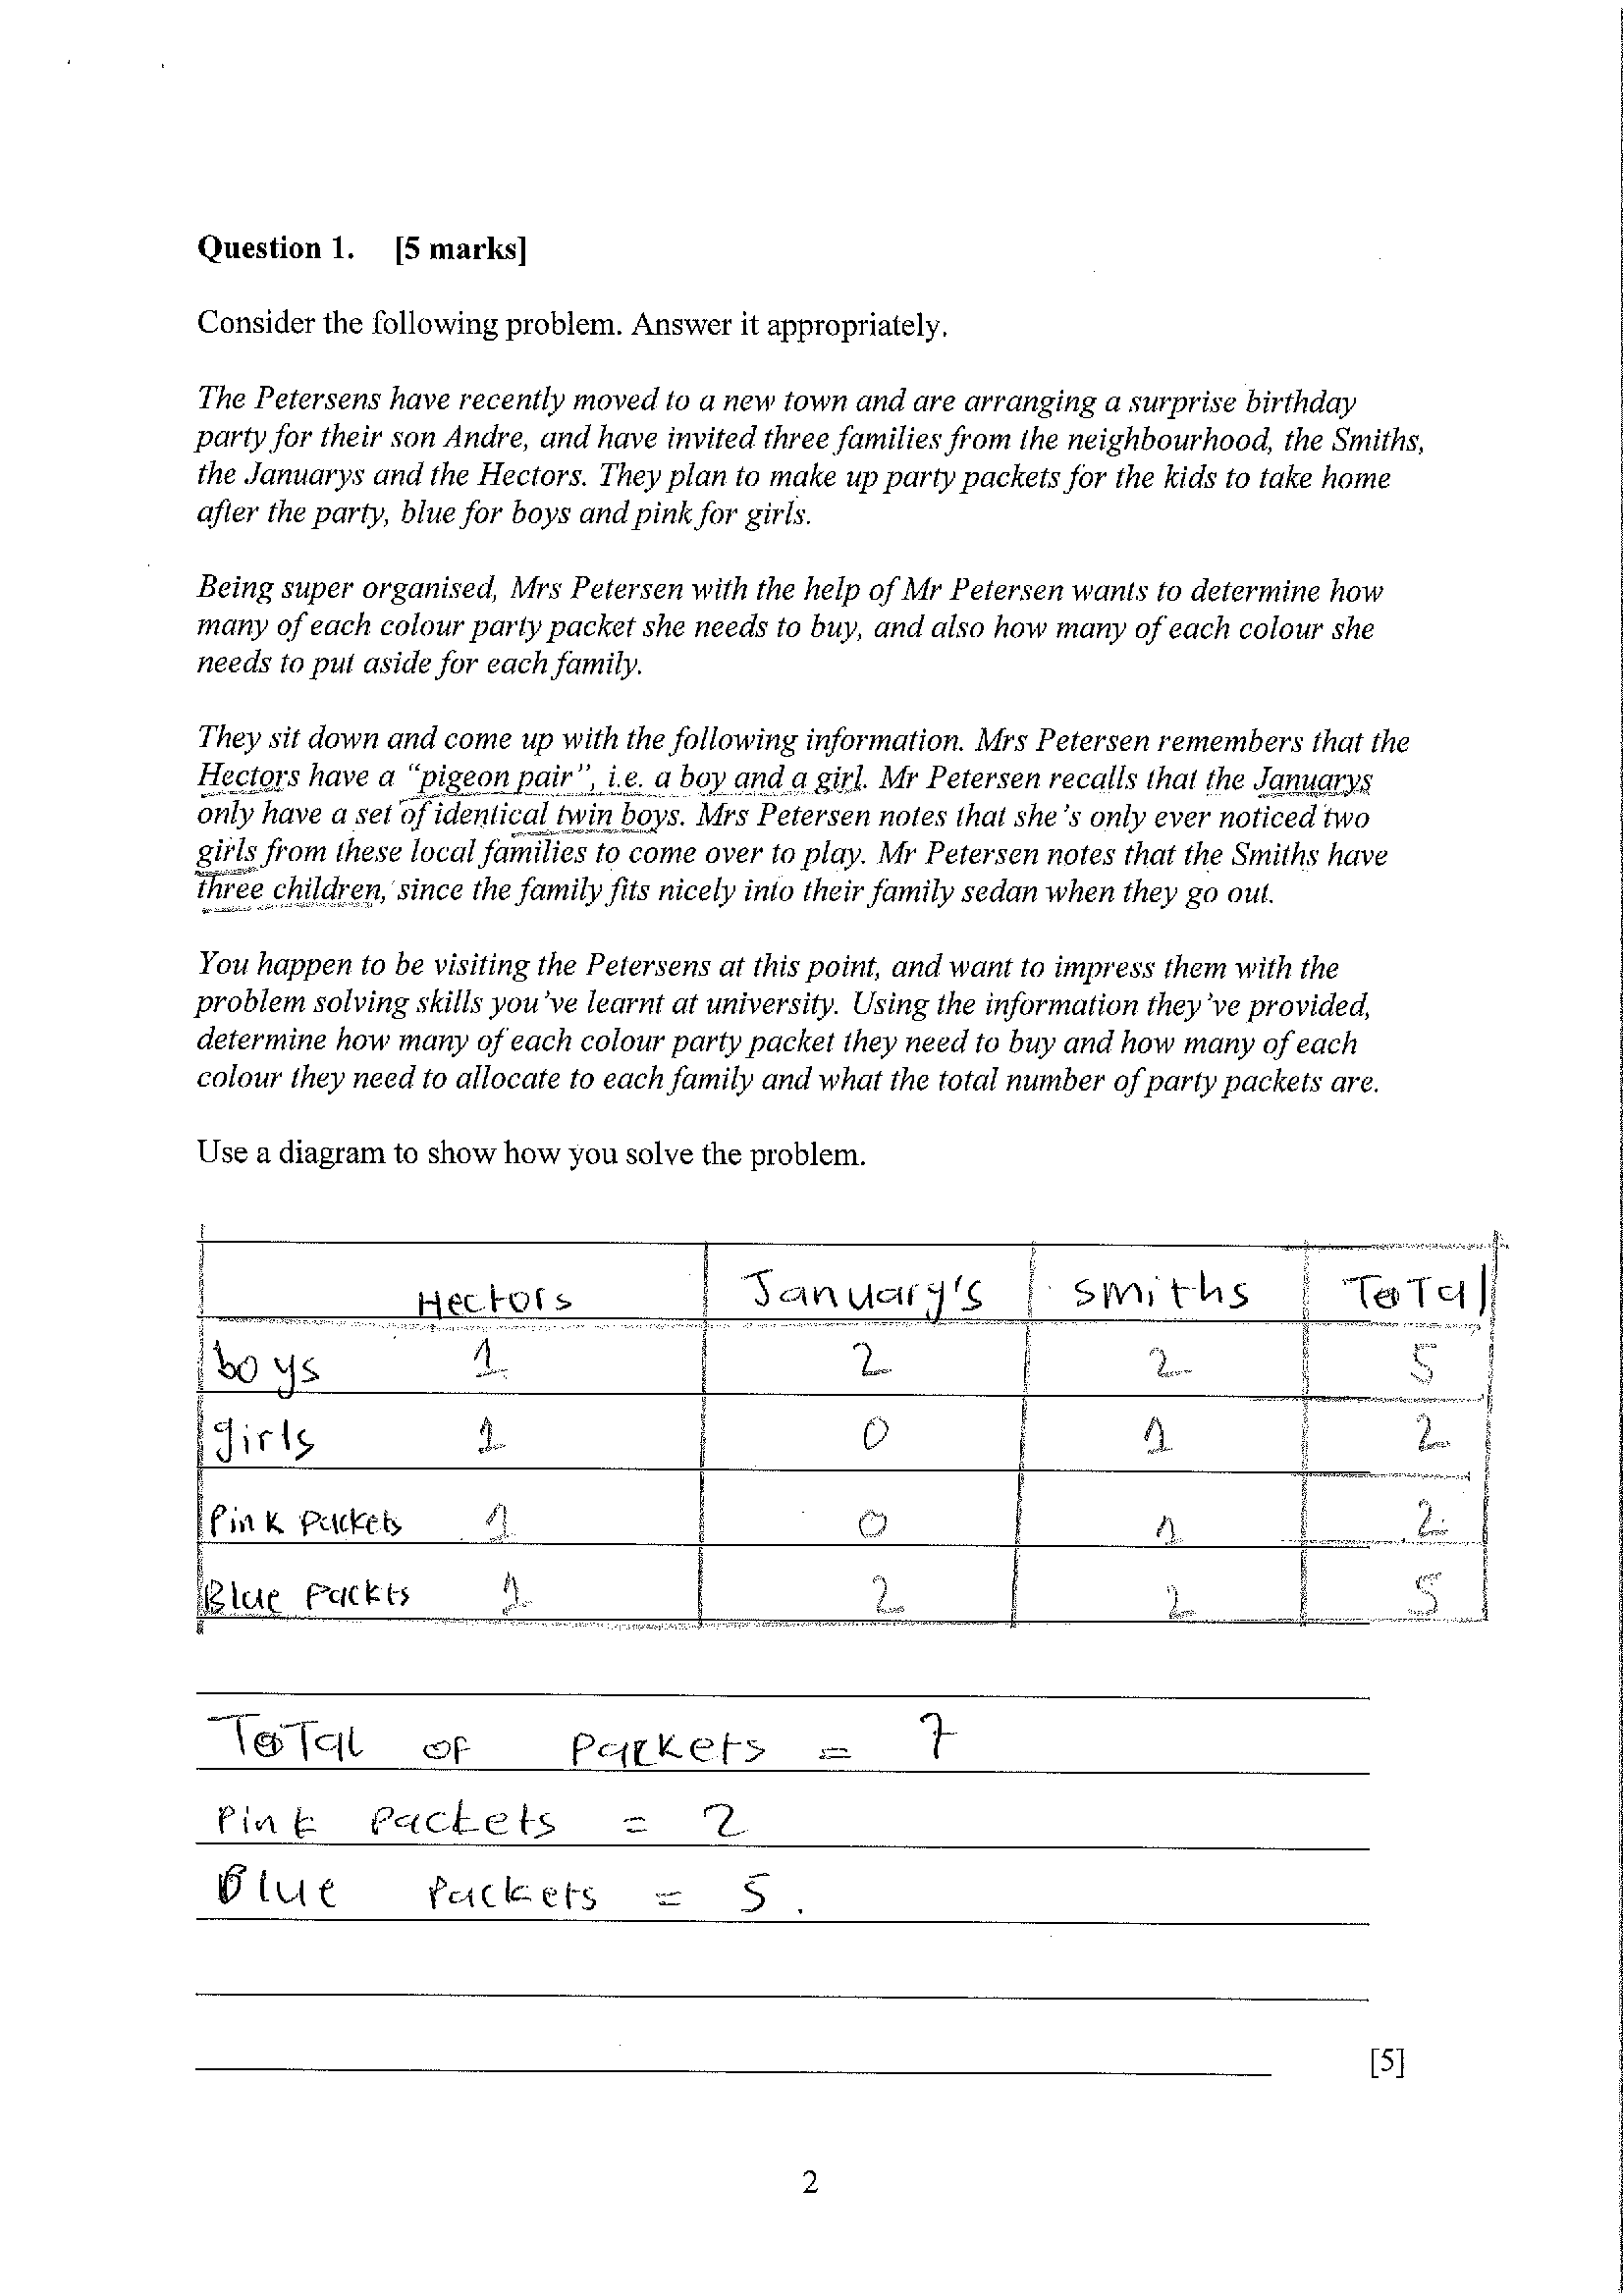 Question 1. [5 marks]
Consider the following problem. Answer it appropriately.
The Petersens have recently moved to a new town and are arranging a surprise birthday
party for their son Andre, and have invited three families from the neighbourhood, the Smiths,
the Januarys and the Hectors. They plan to make up party packets for the kids to take home
after the party, blue for boys and pink for girls.
Being super organised, Mrs Petersen with the help of Mr Petersen wants to determine how
many of each colour party packet she needs to buy, and also how many of each colour she
needs to put aside for each family.
They sit down and come up with the following information. Mrs Petersen remembers that the
Hectors have a "pigeon pair", i.e. a boy and a girl. Mr Petersen recalls that the Januarys
only have a set of identical twin boys. Mrs Petersen notes that she's only ever noticed two
girls from these local families to come over to play. Mr Petersen notes that the Smiths have
three children, since the family fits nicely into their family sedan when they go out.
You happen to be visiting the Petersens at this point, and want to impress them with the
problem solving skills you've learnt at university. Using the information they've provided,
determine how many of each colour party packet they need to buy and how many of each
colour they need to allocate to each family and what the total number of party packets are.
Use a diagram to show how you solve the problem.
Hectors January's smiths ToTal
boys 1 2 2 5
girls 1 0 1 2
Pink Packets 1 0 1 2
Blue Packts 1 2 2 5
ToTal of Packets = 7
Pink Packets = 2
Blue Packets = 5.
[5]
2